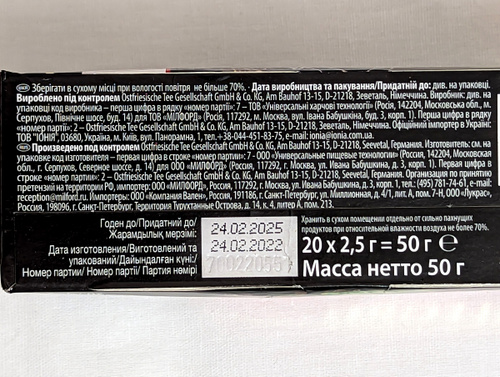 Зберігати в сухому місці при вологості повітря не більше 70%. • Дата виробництва та пакування/Придатний до: див. на упаковці.
Вироблено під контролем Ostfriesische Tee Gesellschaft GmbH & Co. KG, Am Bauhof 13-15, D-21218, Зеветаль, Німеччина. Виробник: див. на
упаковці код виробника – перша цифра в строке «номер партії»: 7 – ТОВ «Універсальні харчові технології» (Росія, 142204, Московська обл., м.
Серпухов, Північне шосе, буд. 14) для ТОВ «МІЛФОРД» (Росія, 117292, м. Москва, вул. Івана Бабушкіна, буд. 3, корп. 1). Перша цифра в рядку
«номер партії»: 2 – Ostfriesische Tee Gesellschaft GmbH & Co. KG, Am Bauhof 13-15, D-21218, Зеветаль, Німеччина. Офіційний імпортер в Україні:
ТОВ "ІОНІЯ", 03680, Україна, м. Київ, вул. Панорамна, 1, тел.: +38-044-451-83-75, e-mail: ionia@ionia.com.ua.
Произведено под контролем Ostfriesische Tee Gesellschaft GmbH & Co. KG, Am Bauhof 13-15, D-21218, Seevetal, Германия. Изготовитель: см. на
упаковке код изготовителя – первая цифра в строке «номер партии»: 7 – ООО «Универсальные пищевые технологии» (Россия, 142204, Московская
обл., г. Серпухов, Северное шоссе, д. 14) для ООО «МИЛФОРД» (Россия, 117292, г. Москва, ул. Ивана Бабушкина, д. 3, корп. 1). Первая цифра в
строке «номер партии»: 2 – Ostfriesische Tee Gesellschaft GmbH & Co. KG, Am Bauhof 13-15, D-21218, Seevetal, Германия. Организация по принятию
претензий на территории РФ, импортер: ООО «МИЛФОРД», Россия, 117292, г. Москва, ул. Ивана Бабушкина, д. 3, корп. 1, тел.: (495) 781-74-61, e-mail:
reception@milford.ru. Импортеры: ООО «Компания Вален», Россия, 191186, г. Санкт-Петербург, ул. Миллионная, д. 4/1, лит А, пом. 7-Н, ООО «Лукрас»,
Россия, 198096, г. Санкт-Петербург, Территория Турухтанные Острова, д. 14, к. 4, литер Л, пом. 213.
Годен до/Придатний до/
Жарамдылық мерзімі:
Дата изготовления/Виготовлений та
упакований/Дайындалған күні:
Номер партии/Номер партії/Партия нөмірі
24.02.2025
24.02.2022
Хранить в сухом помещении отдельно от сильно пахнущих
продуктов при относительной влажности воздуха не более 70%.
20 x 2,5 г = 50 г ℮
Масса нетто 50 г